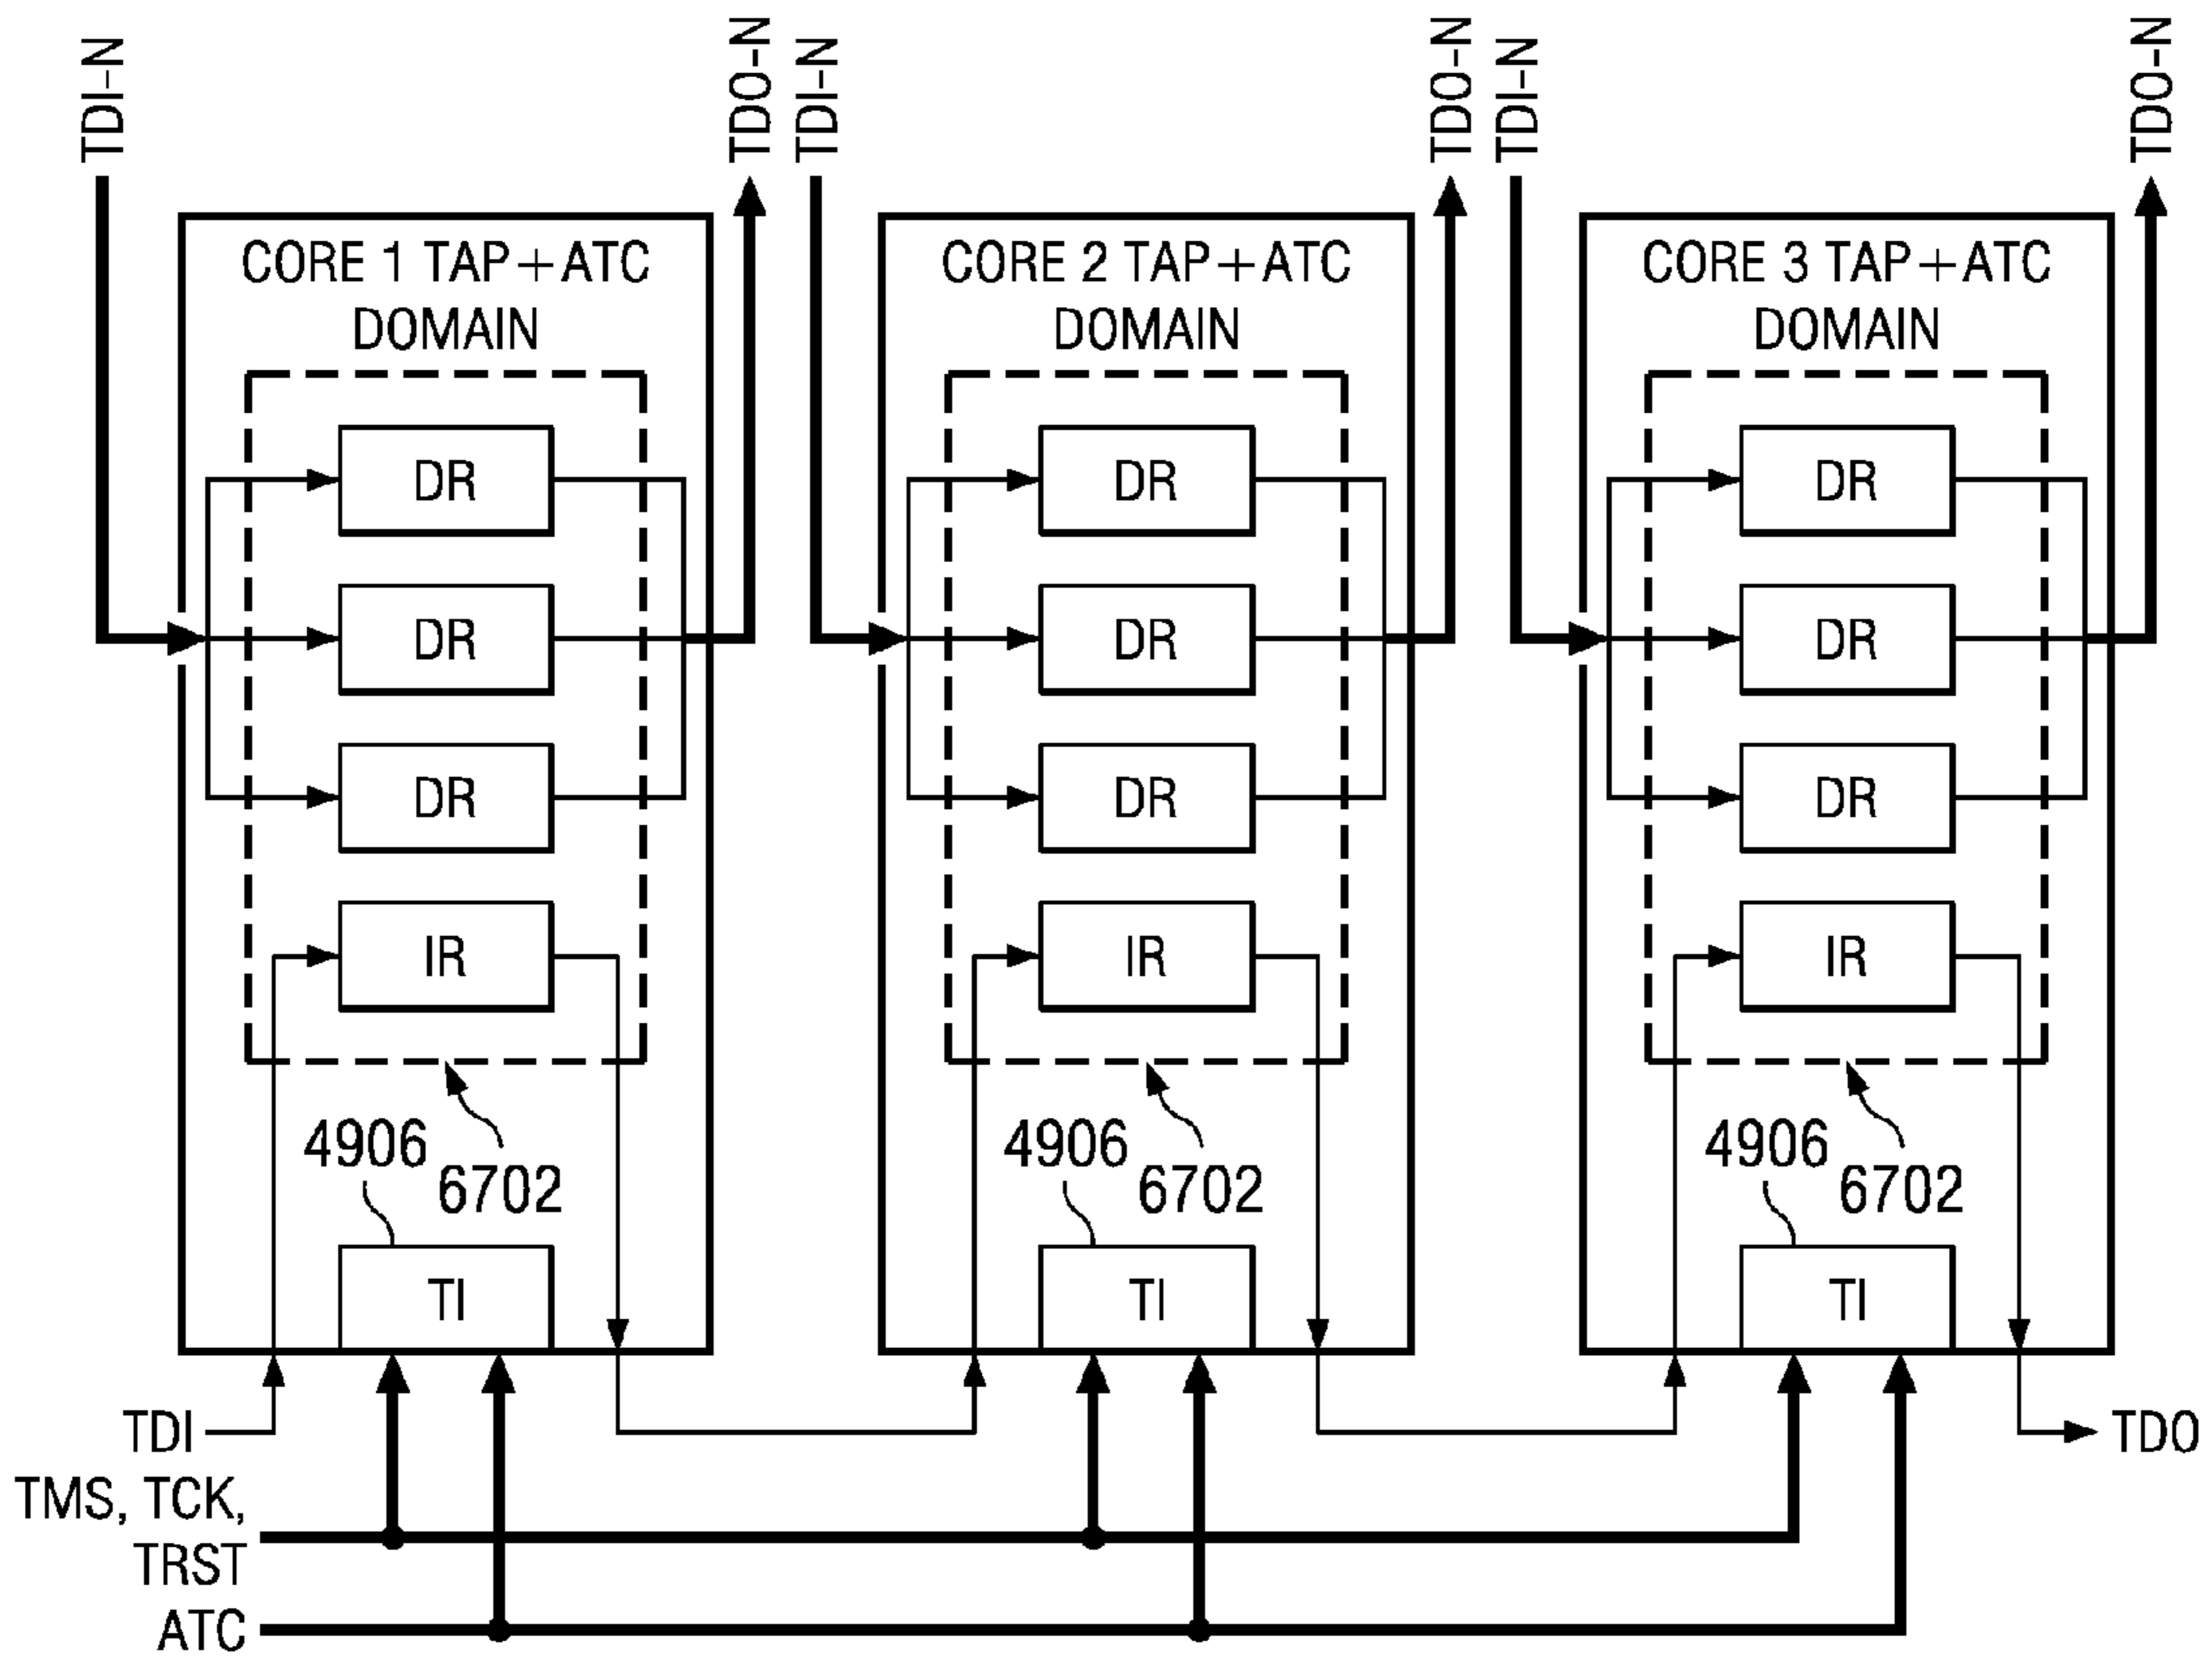 TDI-N
TDO-N
TDI-N
TDO-N
TDI-N
TDO-N
CORE 1 TAP+ATC
DOMAIN
DR
DR
DR
IR
4906
6702
TI
CORE 2 TAP+ATC
DOMAIN
DR
DR
DR
IR
4906
6702
TI
CORE 3 TAP+ATC
DOMAIN
DR
DR
DR
IR
4906
6702
TI
TDI
TDO
TMS, TCK,
TRST
ATC